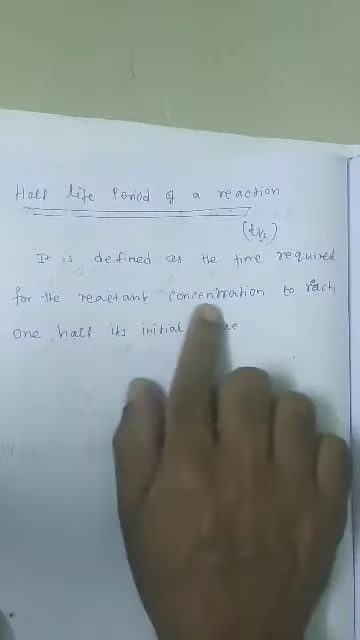 Half life Period of a reaction
(t1/2)
It is defined as the time required
for the reactant concentration to reach
one half its initial